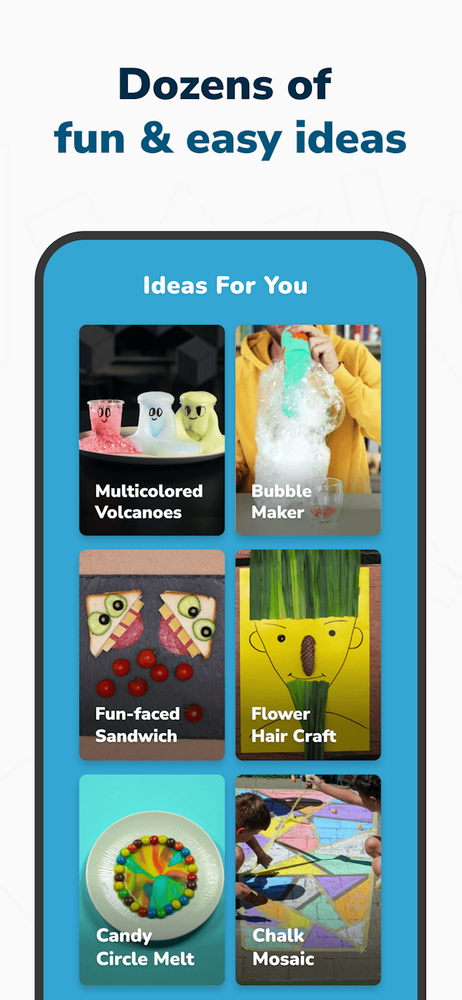 Dozens of
fun & easy ideas
Ideas For You
Multicolored
Volcanoes
Bubble
Maker
Fun-faced
Sandwich
Flower
Hair Craft
Candy
Circle Melt
Chalk
Mosaic